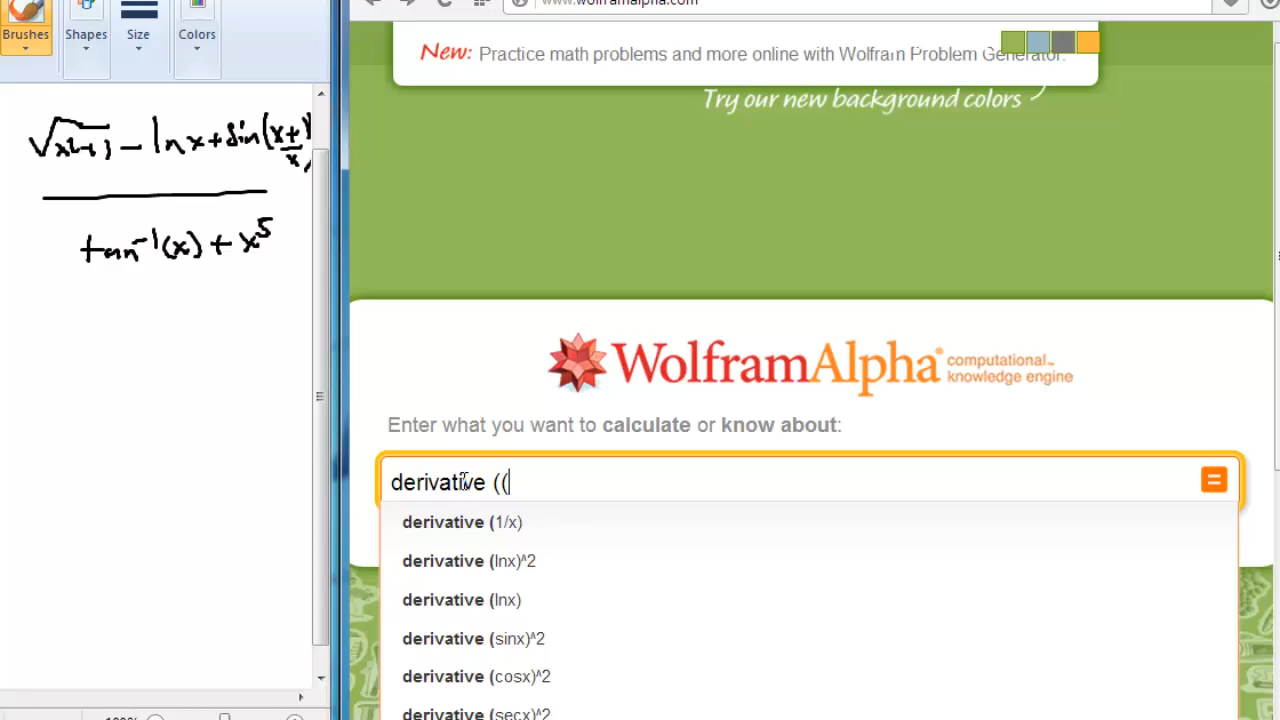 www.wolframalpha.com
Brushes Shapes Size Colors
New: Practice math problems and more online with Wolfram Problem Generator.
Try our new background colors
√(x²+1) − ln x + sin(x+1/x)
tan⁻¹(x) + x⁵
WolframAlpha computational knowledge engine
Enter what you want to calculate or know about:
derivative ((
derivative (1/x)
derivative (lnx)^2
derivative (lnx)
derivative (sinx)^2
derivative (cosx)^2
derivative (secx)^2
100%